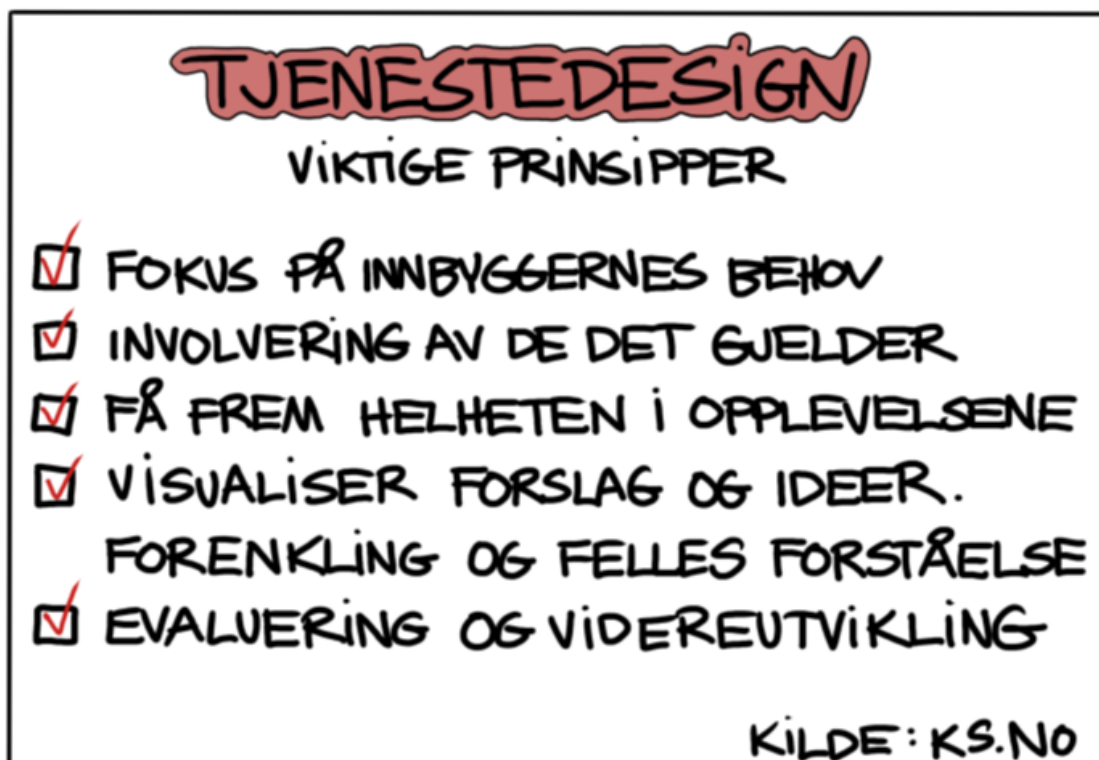 TJENESTEDESIGN
VIKTIGE PRINSIPPER
FOKUS PÅ INNBYGGERNES BEHOV
INVOLVERING AV DE DET GJELDER
FÅ FREM HELHETEN I OPPLEVELSENE
VISUALISER FORSLAG OG IDEER.
FORENKLING OG FELLES FORSTÅELSE
EVALUERING OG VIDEREUTVIKLING
KILDE: KS.NO